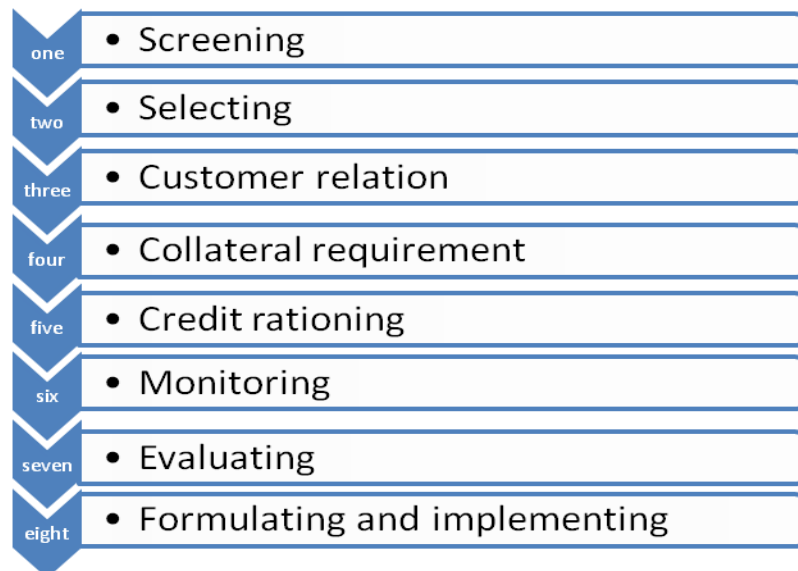 one • Screening
two • Selecting
three • Customer relation
four • Collateral requirement
five • Credit rationing
six • Monitoring
seven • Evaluating
eight • Formulating and implementing